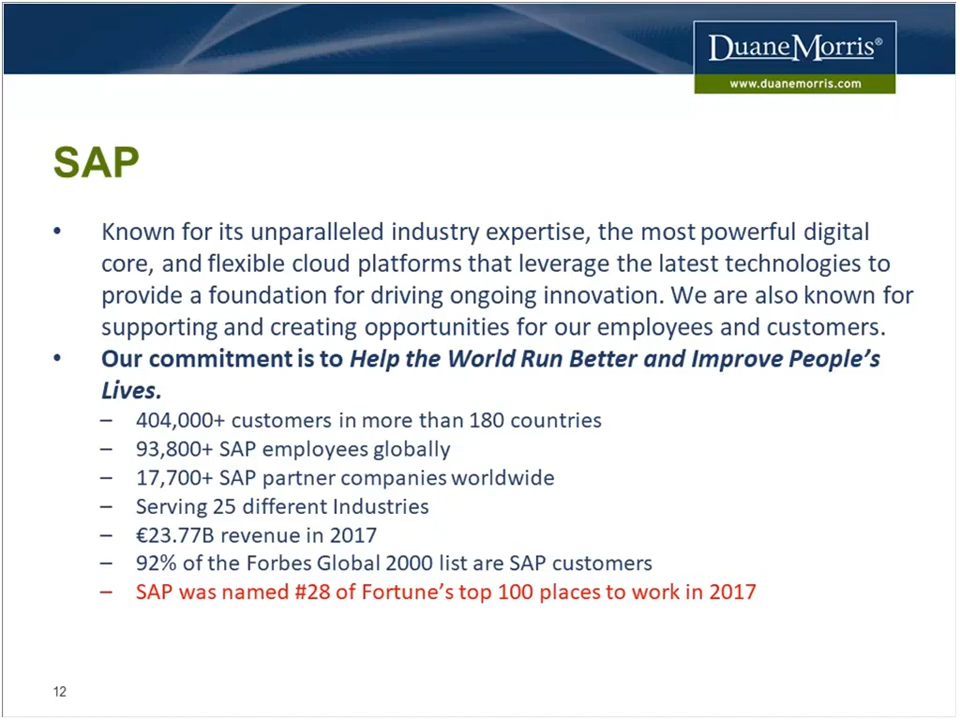 DuaneMorris®
www.duanemorris.com
SAP
• Known for its unparalleled industry expertise, the most powerful digital
core, and flexible cloud platforms that leverage the latest technologies to
provide a foundation for driving ongoing innovation. We are also known for
supporting and creating opportunities for our employees and customers.
• Our commitment is to Help the World Run Better and Improve People’s
Lives.
– 404,000+ customers in more than 180 countries
– 93,800+ SAP employees globally
– 17,700+ SAP partner companies worldwide
– Serving 25 different Industries
– €23.77B revenue in 2017
– 92% of the Forbes Global 2000 list are SAP customers
– SAP was named #28 of Fortune’s top 100 places to work in 2017
12